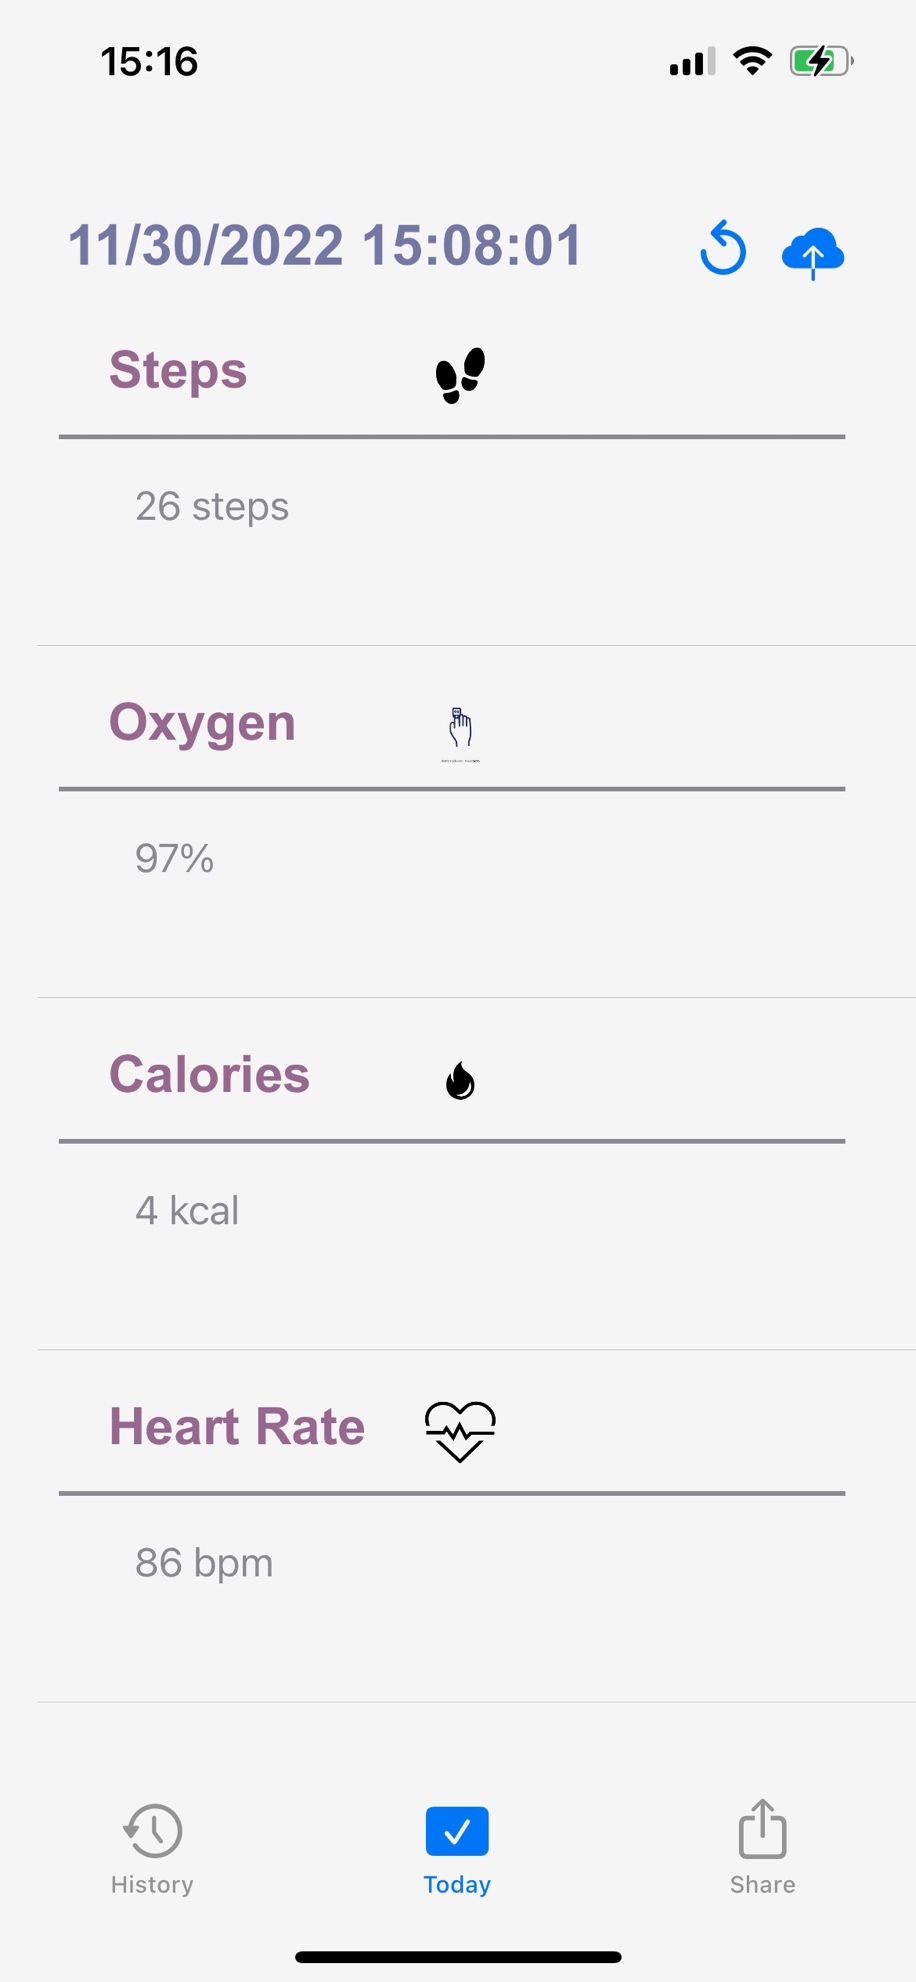 15:16
11/30/2022 15:08:01
Steps
26 steps
Oxygen
97%
Calories
4 kcal
Heart Rate
86 bpm
History
Today
Share